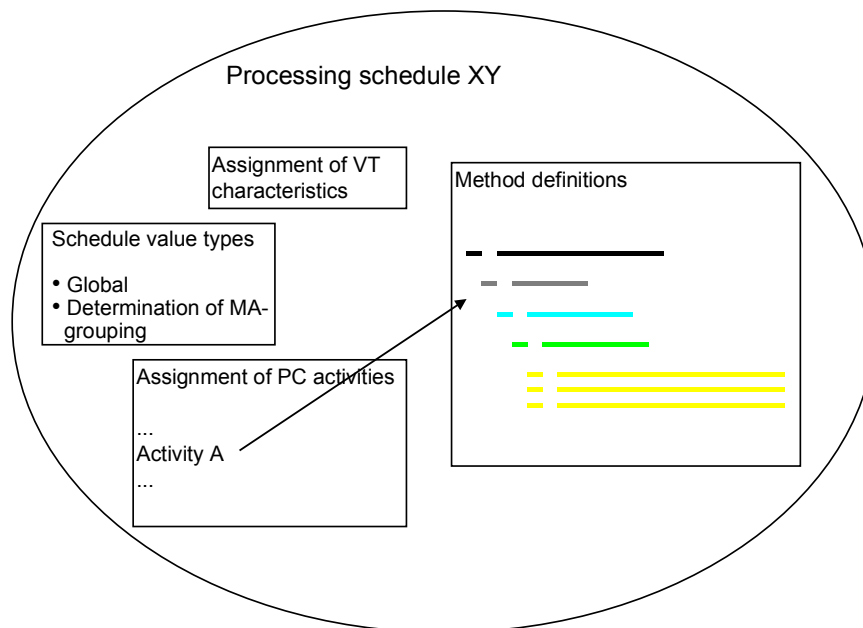 Processing schedule XY
Assignment of VT
characteristics
Method definitions
Schedule value types
• Global
• Determination of MA-
grouping
Assignment of PC activities
...
Activity A
...